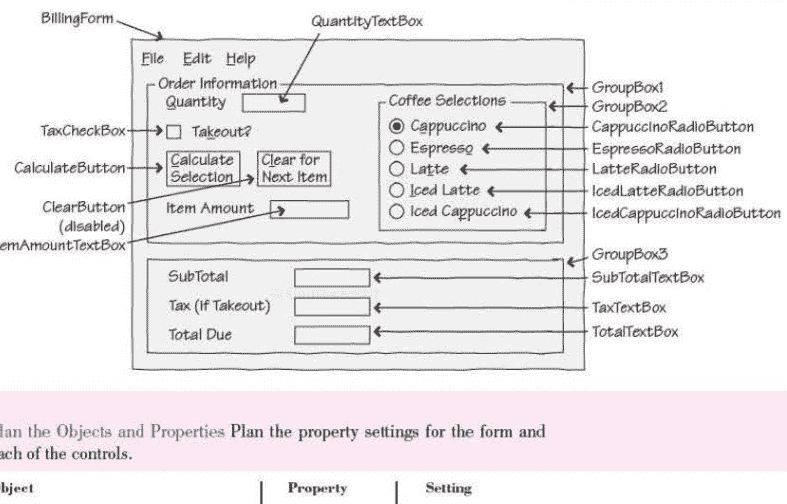 BillingForm
QuantityTextBox
File Edit Help
Order Information
Quantity
Coffee Selections
GroupBox1
GroupBox2
TaxCheckBox
Takeout?
Cappuccino
CappuccinoRadioButton
Espresso
EspressoRadioButton
CalculateButton
Calculate Selection
Clear for Next Item
Latte
LatteRadioButton
Iced Latte
IcedLatteRadioButton
ClearButton
(disabled)
Item Amount
Iced Cappuccino
IcedCappuccinoRadioButton
emAmountTextBox
GroupBox3
SubTotal
SubTotalTextBox
Tax (If Takeout)
TaxTextBox
Total Due
TotalTextBox
lan the Objects and Properties Plan the property settings for the form and
ach of the controls.
bject Property Setting